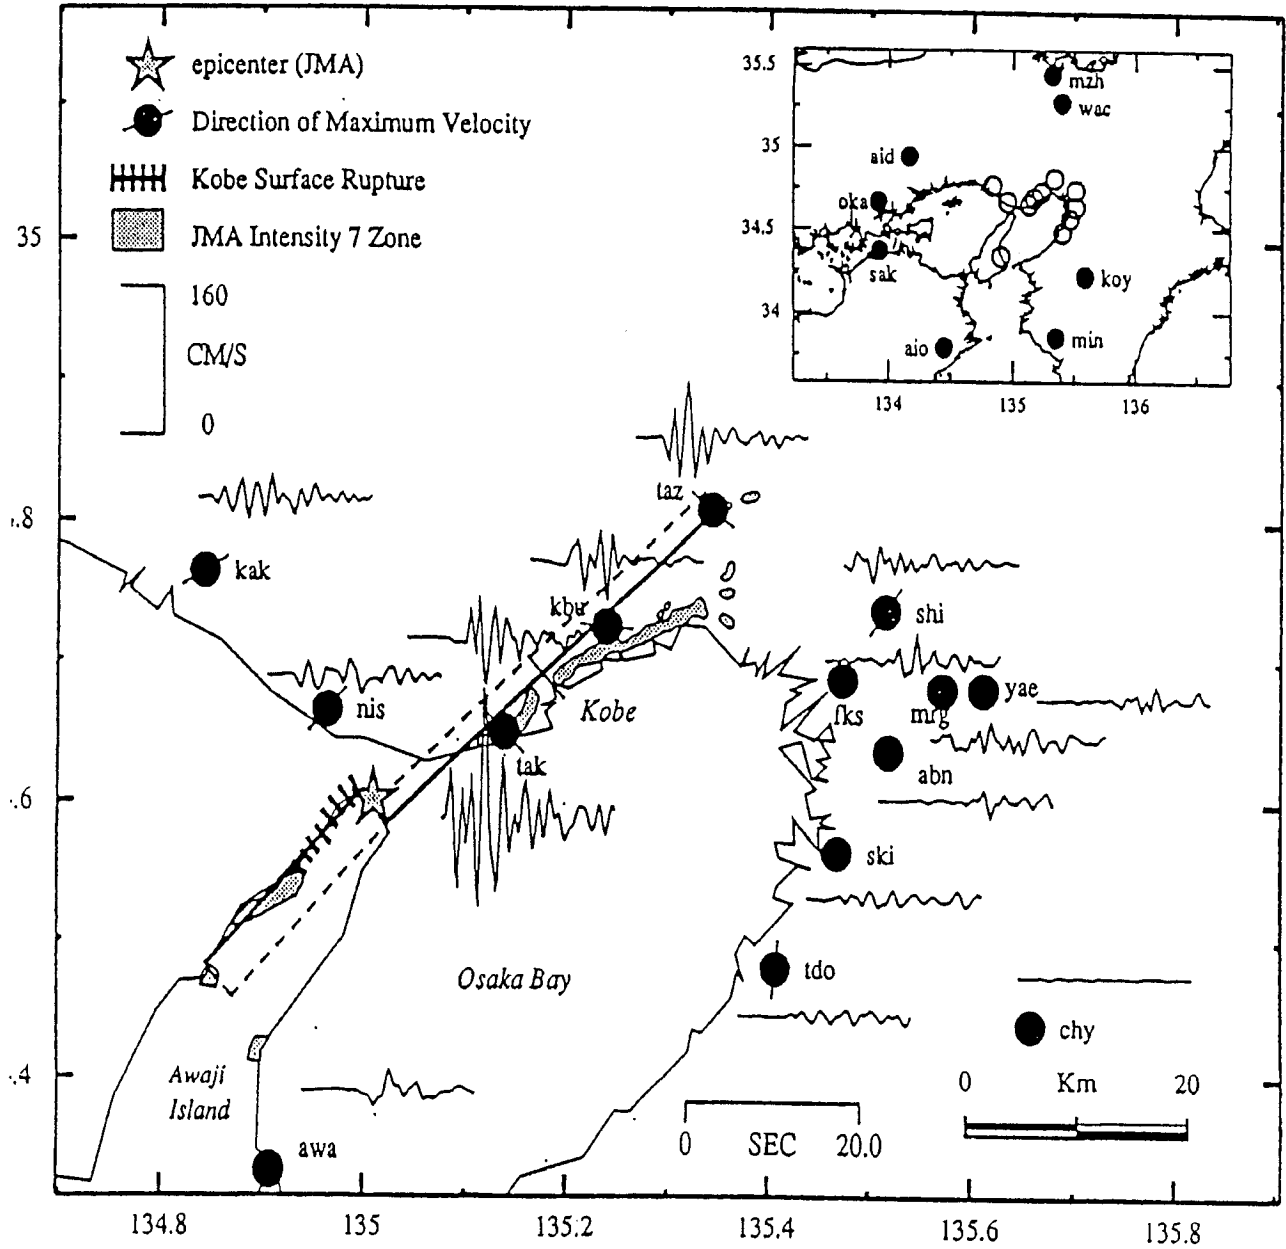 epicenter (JMA)
Direction of Maximum Velocity
Kobe Surface Rupture
JMA Intensity 7 Zone
160
CM/S
0
35
.8
.6
.4
35.5
35
34.5
34
134
135
136
mzh
wac
aid
oka
sak
koy
aio
min
taz
kak
kbu
shi
nis
Kobe
fks
mrg
yae
tak
abn
ski
Osaka Bay
tdo
chy
Awaji
Island
awa
0 Km 20
0 SEC 20.0
134.8 135 135.2 135.4 135.6 135.8